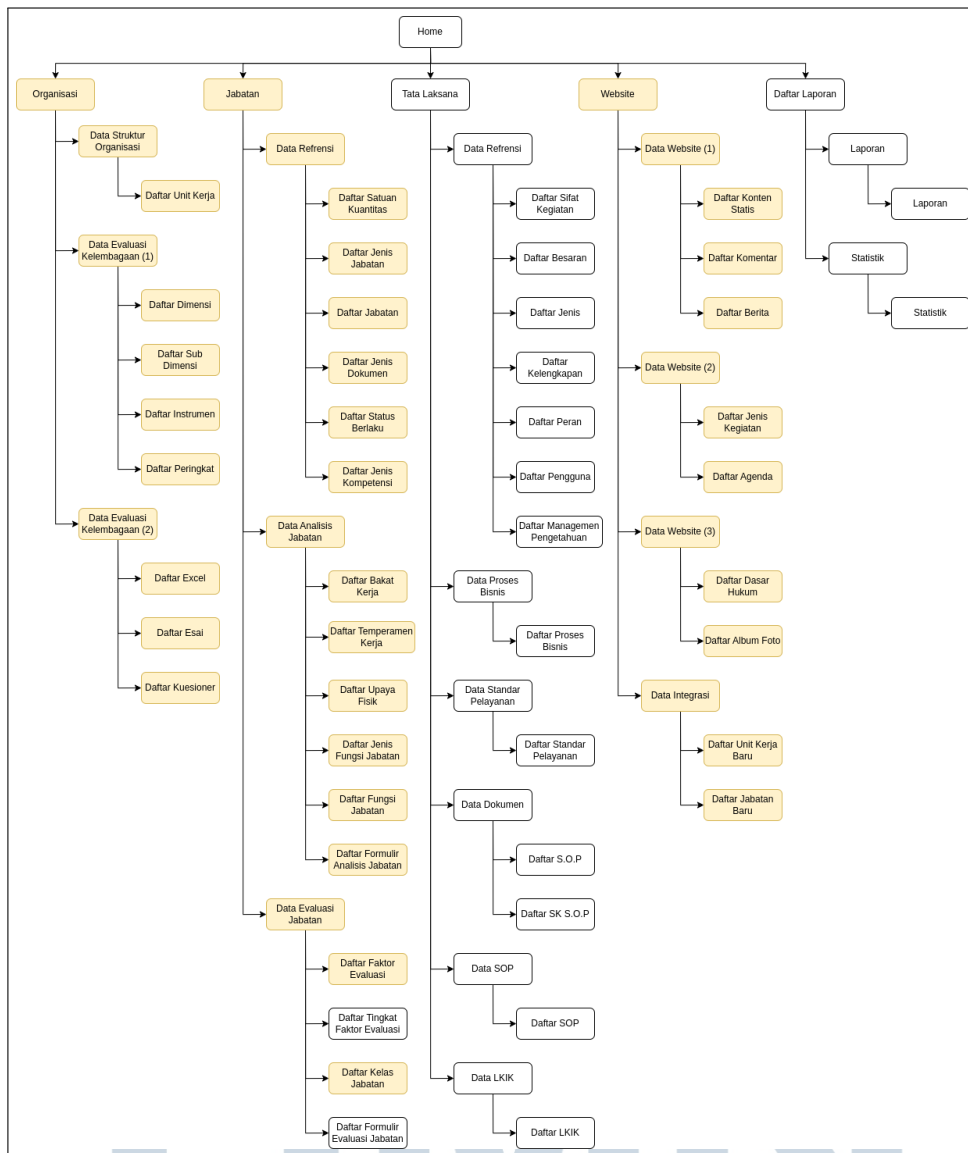 Home
Organisasi
Jabatan
Tata Laksana
Website
Daftar Laporan
Data Struktur
Organisasi
Daftar Unit Kerja
Data Evaluasi
Kelembagaan (1)
Daftar Dimensi
Daftar Sub
Dimensi
Daftar Instrumen
Daftar Peringkat
Data Evaluasi
Kelembagaan (2)
Daftar Excel
Daftar Esai
Daftar Kuesioner
Data Refrensi
Daftar Satuan
Kuantitas
Daftar Jenis
Jabatan
Daftar Jabatan
Daftar Jenis
Dokumen
Daftar Status
Berlaku
Daftar Jenis
Kompetensi
Data Analisis
Jabatan
Daftar Bakat
Kerja
Daftar Temperamen
Kerja
Daftar Upaya
Fisik
Daftar Jenis
Fungsi Jabatan
Daftar Fungsi
Jabatan
Daftar Formulir
Analisis Jabatan
Data Evaluasi
Jabatan
Daftar Faktor
Evaluasi
Daftar Tingkat
Faktor Evaluasi
Daftar Kelas
Jabatan
Daftar Formulir
Evaluasi Jabatan
Data Refrensi
Daftar Sifat
Kegiatan
Daftar Besaran
Daftar Jenis
Daftar
Kelengkapan
Daftar Peran
Daftar Pengguna
Daftar Managemen
Pengetahuan
Data Proses
Bisnis
Daftar Proses
Bisnis
Data Standar
Pelayanan
Daftar Standar
Pelayanan
Data Dokumen
Daftar S.O.P
Daftar SK S.O.P
Data SOP
Daftar SOP
Data LKIK
Daftar LKIK
Data Website (1)
Daftar Konten
Statis
Daftar Komentar
Daftar Berita
Data Website (2)
Daftar Jenis
Kegiatan
Daftar Agenda
Data Website (3)
Daftar Dasar
Hukum
Daftar Album Foto
Data Integrasi
Daftar Unit Kerja
Baru
Daftar Jabatan
Baru
Laporan
Laporan
Statistik
Statistik